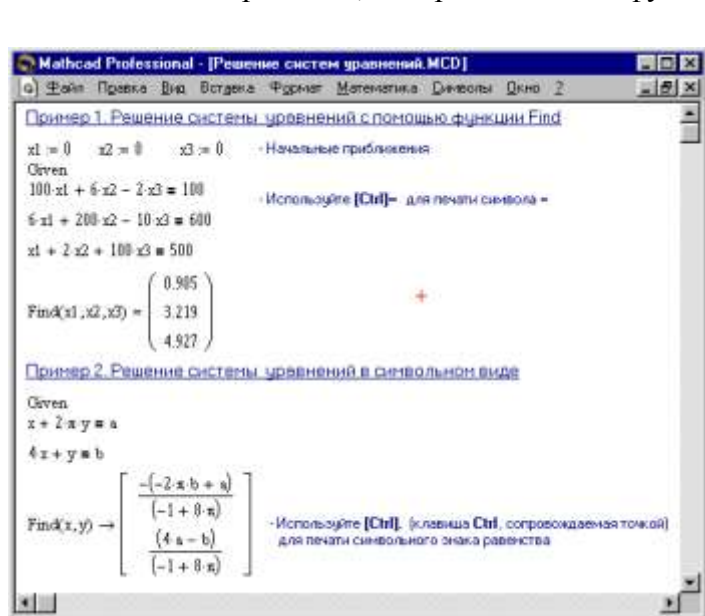 Mathcad Professional - [Решение систем уравнений.MCD]
Файл Правка Вид Вставка Формат Математика Символы Окно ?
Пример 1. Решение системы уравнений с помощью функции Find
x1 := 0 x2 := 0 x3 := 0 - Начальные приближения
Given
100·x1 + 6·x2 − 2·x3 = 100
- Используйте [Ctrl]= для печати символа =
6·x1 + 200·x2 − 10·x3 = 600
x1 + 2·x2 + 100·x3 = 500
0.905
Find(x1,x2,x3) = 3.219
4.927
Пример 2. Решение системы уравнений в символьном виде
Given
x + 2·π·y = a
4·x + y = b
−(−2·π·b + a)
(−1 + 8·π)
Find(x,y) →
(4·a − b)
(−1 + 8·π)
- Используйте [Ctrl]. (клавиша Ctrl, сопровождаемая точкой)
для печати символьного знака равенства